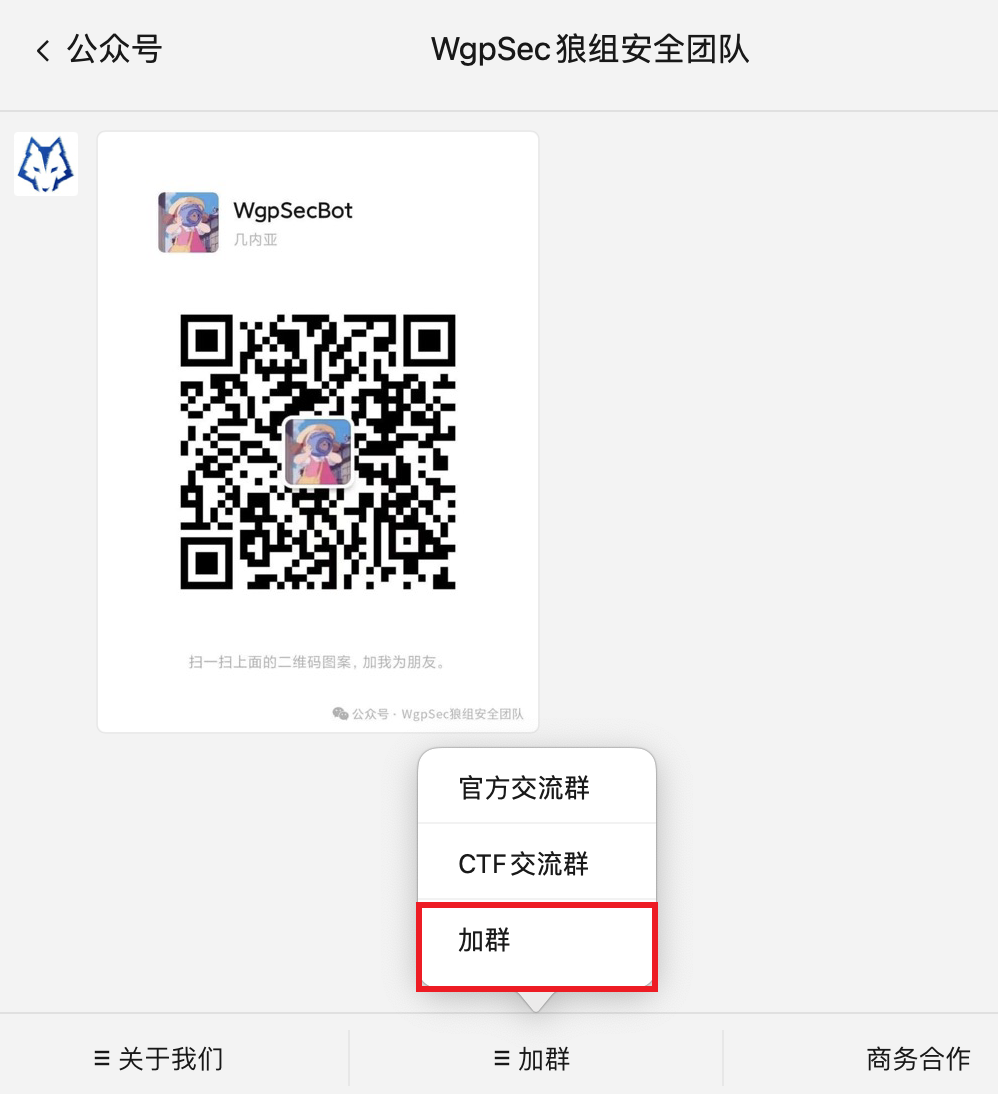 公众号
WgpSec狼组安全团队
WgpSecBot
几内亚
扫一扫上面的二维码图案，加我为朋友。
公众号 · WgpSec狼组安全团队
官方交流群
CTF交流群
加群
关于我们
加群
商务合作